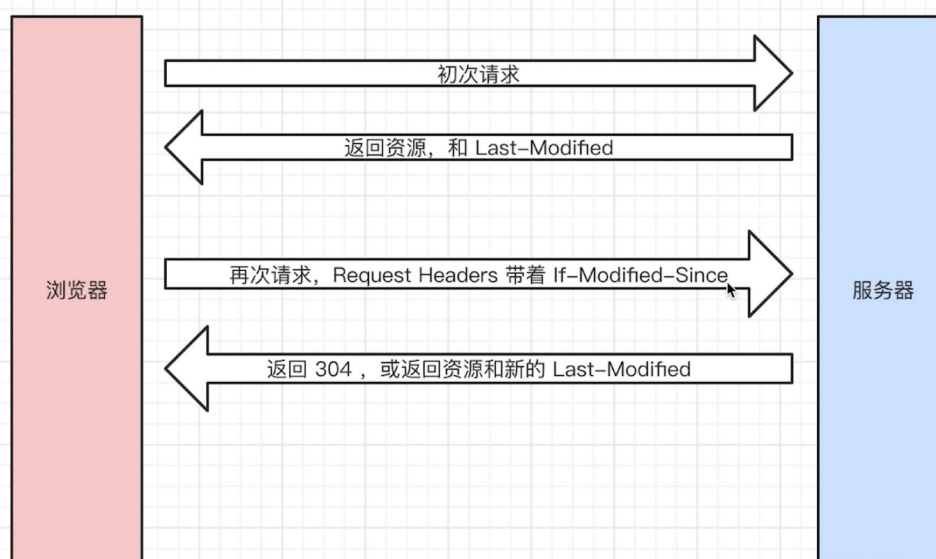 初次请求
返回资源，和 Last-Modified
再次请求，Request Headers 带着 If-Modified-Since
浏览器
服务器
返回 304 ，或返回资源和新的 Last-Modified